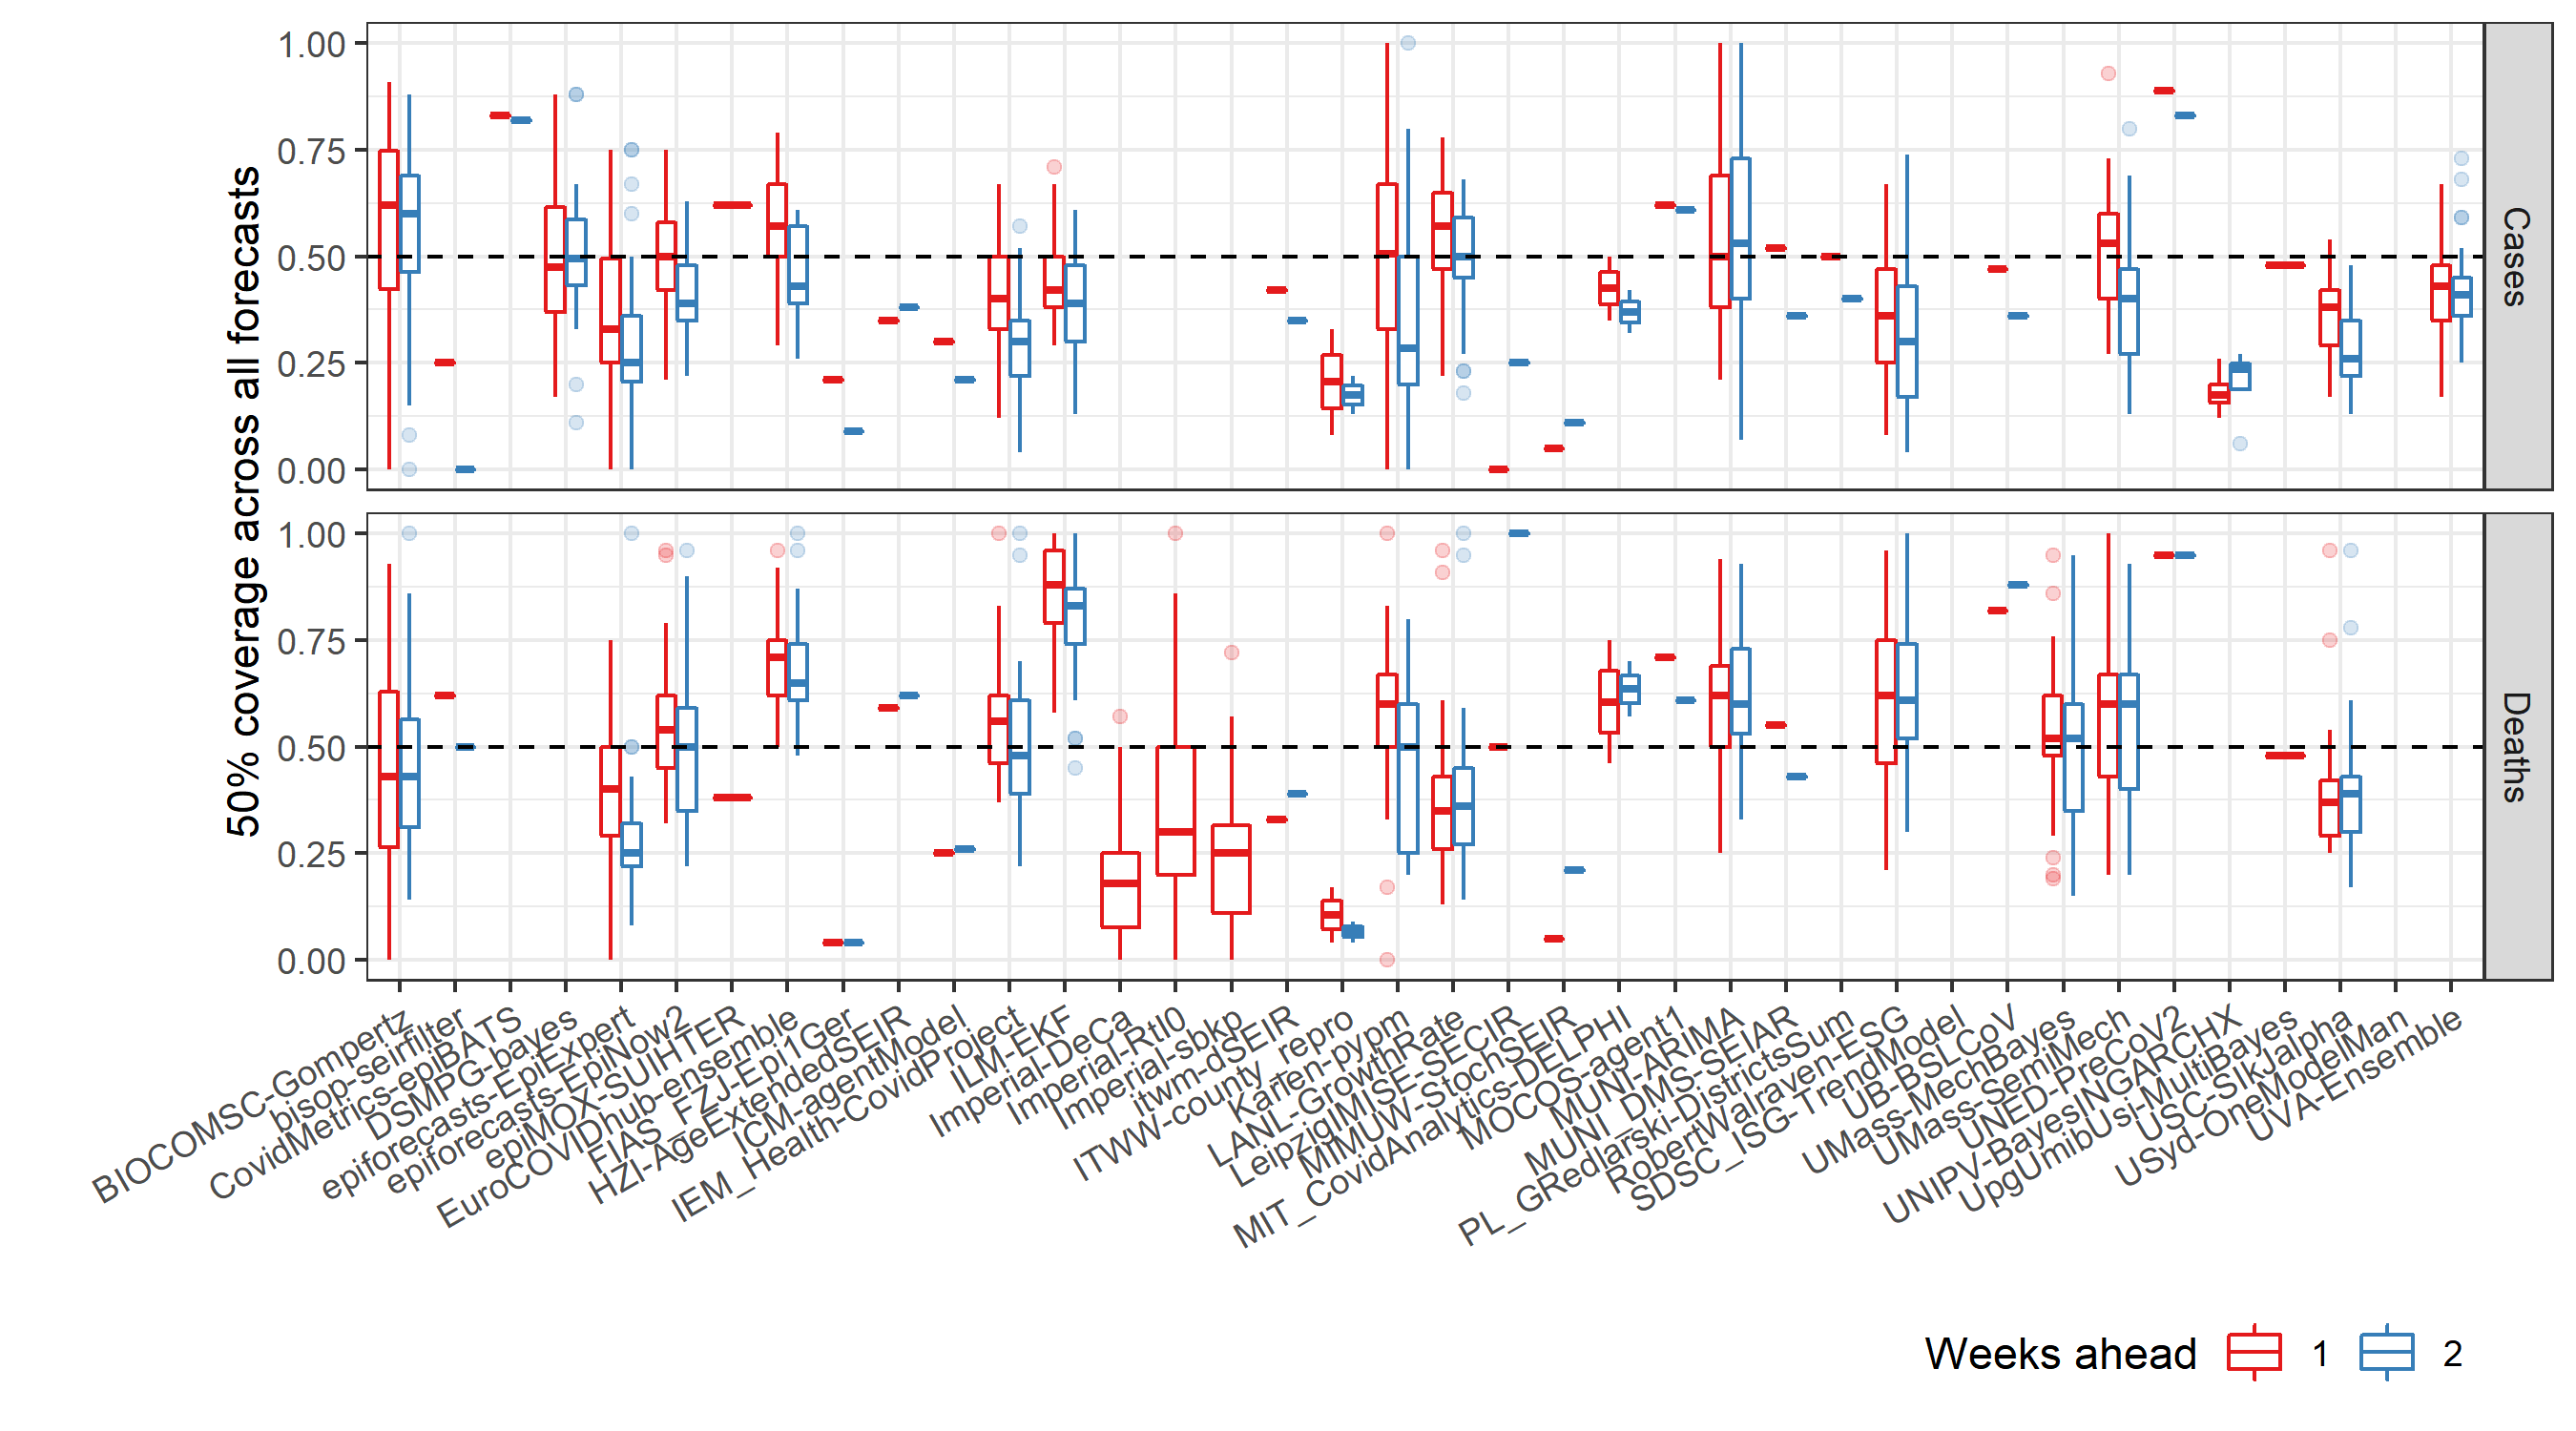 50% coverage across all forecasts
1.00
0.75
0.50
0.25
0.00
Cases
1.00
0.75
0.50
0.25
0.00
Deaths
BIOCOMSC-Gompertz
bisop-seirfilter
CovidMetrics-epiBATS
DSMPG-bayes
epiforecasts-EpiExpert
epiforecasts-EpiNow2
epiMOX-SUIHTER
EuroCOVIDhub-ensemble
FIAS_FZJ-Epi1Ger
HZI-AgeExtendedSEIR
ICM-agentModel
IEM_Health-CovidProject
ILM-EKF
Imperial-DeCa
Imperial-RtI0
Imperial-sbkp
itwm-dSEIR
ITWW-county_repro
Karlen-pypm
LANL-GrowthRate
LeipzigIMISE-SECIR
MIMUW-StochSEIR
MIT_CovidAnalytics-DELPHI
MOCOS-agent1
MUNI-ARIMA
MUNI_DMS-SEIAR
PL_GRedlarski-DistrictsSum
RobertWalraven-ESG
SDSC_ISG-TrendModel
UB-BSLCoV
UMass-MechBayes
UMass-SemiMech
UNED-PreCoV2
UNIPV-BayesINGARCHX
UpgUmibUsi-MultiBayes
USC-SIkJalpha
USyd-OneModelMan
UVA-Ensemble
Weeks ahead 1 2